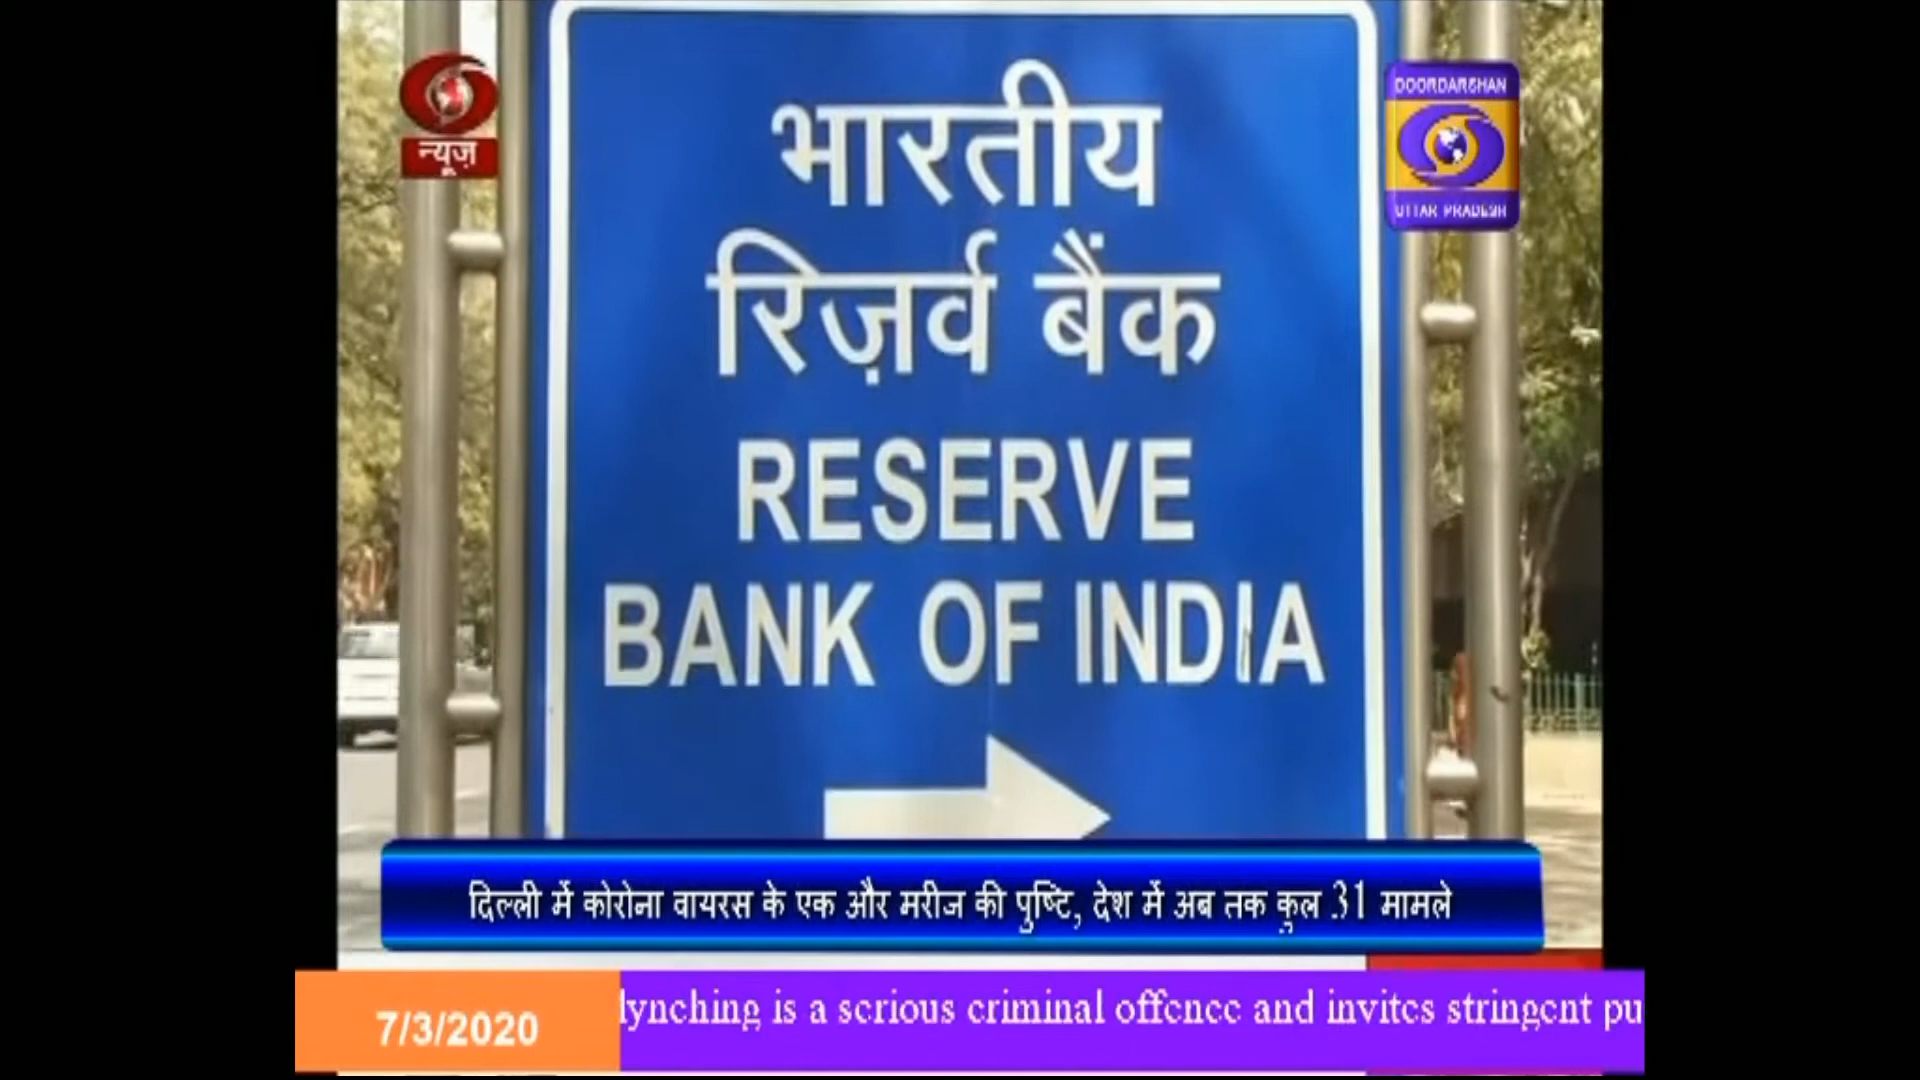 न्यूज़
DOORDARSHAN
UTTAR PRADESH
भारतीय
रिज़र्व बैंक
RESERVE
BANK OF INDIA
दिल्ली में कोरोना वायरस के एक और मरीज की पुष्टि, देश में अब तक कुल 31 मामले
7/3/2020
lynching is a serious criminal offence and invites stringent pu